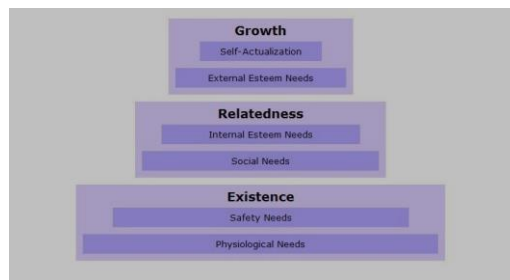 Growth
Self-Actualization
External Esteem Needs
Relatedness
Internal Esteem Needs
Social Needs
Existence
Safety Needs
Physiological Needs